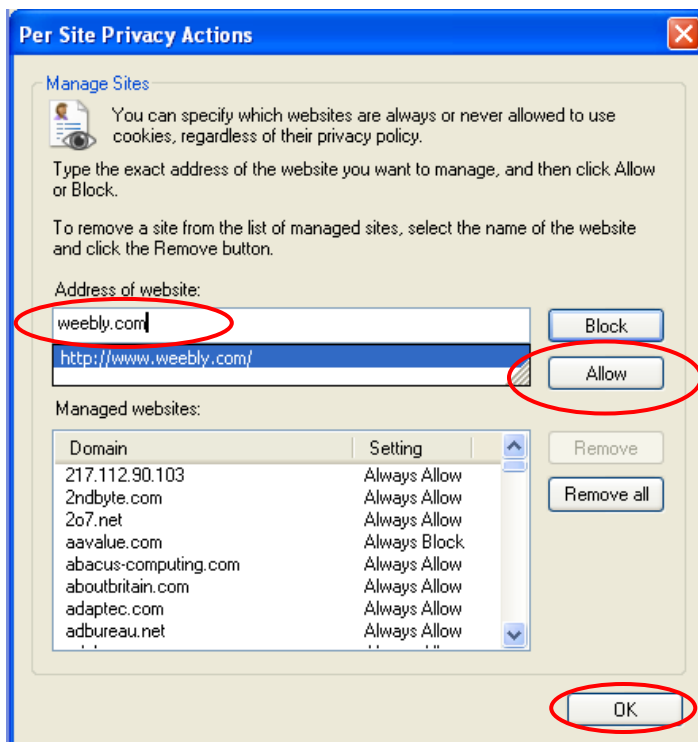 Per Site Privacy Actions
Manage Sites
You can specify which websites are always or never allowed to use
cookies, regardless of their privacy policy.
Type the exact address of the website you want to manage, and then click Allow
or Block.
To remove a site from the list of managed sites, select the name of the website
and click the Remove button.
Address of website:
weebly.com
Block
http://www.weebly.com/
Allow
Managed websites:
Domain Setting
Remove
217.112.90.103 Always Allow
2ndbyte.com Always Allow
Remove all
2o7.net Always Allow
aavalue.com Always Block
abacus-computing.com Always Allow
aboutbritain.com Always Allow
adaptec.com Always Allow
adbureau.net Always Allow
OK